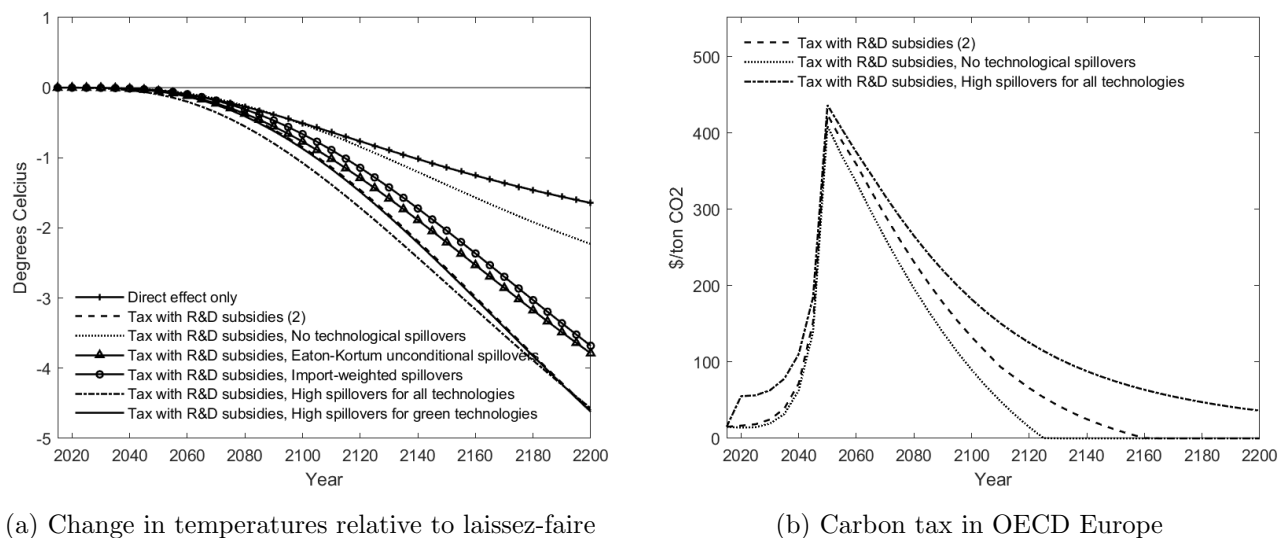 1
0
-1
-2
-3
-4
-5
Degrees Celcius
Direct effect only
Tax with R&D subsidies (2)
Tax with R&D subsidies, No technological spillovers
Tax with R&D subsidies, Eaton-Kortum unconditional spillovers
Tax with R&D subsidies, Import-weighted spillovers
Tax with R&D subsidies, High spillovers for all technologies
Tax with R&D subsidies, High spillovers for green technologies
2020 2040 2060 2080 2100 2120 2140 2160 2180 2200
Year
(a) Change in temperatures relative to laissez-faire
500
400
300
200
100
0
$/ton CO2
Tax with R&D subsidies (2)
Tax with R&D subsidies, No technological spillovers
Tax with R&D subsidies, High spillovers for all technologies
2020 2040 2060 2080 2100 2120 2140 2160 2180 2200
Year
(b) Carbon tax in OECD Europe